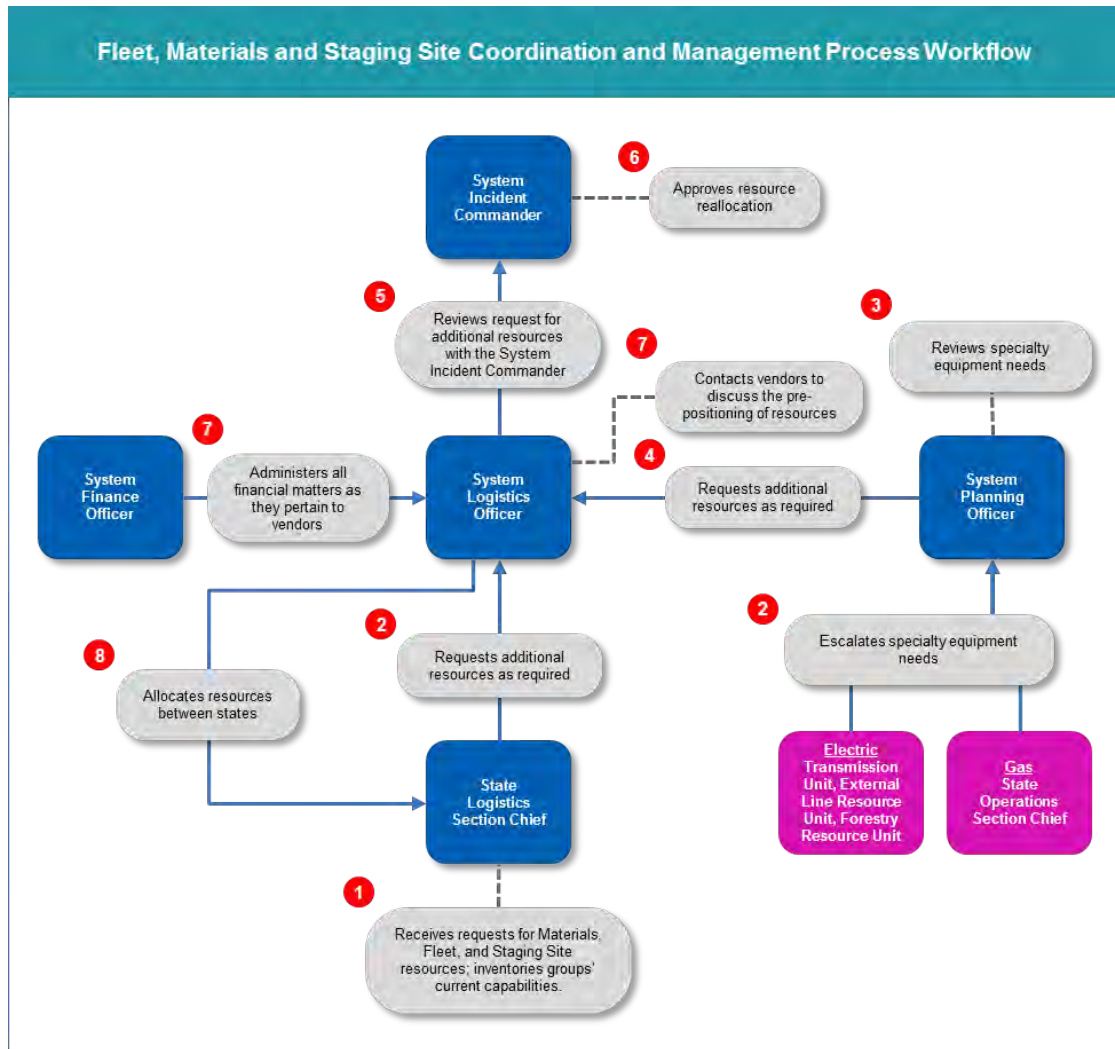 Fleet, Materials and Staging Site Coordination and Management Process Workflow
6
System
Incident
Commander
Approves resource
reallocation
5
Reviews request for
additional resources
with the System
Incident Commander
3
Reviews specialty
equipment needs
7
Contacts vendors to
discuss the pre-
positioning of resources
7
System
Finance
Officer
Administers all
financial matters as
they pertain to
vendors
System
Logistics
Officer
4
Requests additional
resources as required
System
Planning
Officer
2
Escalates specialty equipment
needs
2
Requests additional
resources as required
8
Allocates resources
between states
Electric
Transmission
Unit, External
Line Resource
Unit, Forestry
Resource Unit
Gas
State
Operations
Section Chief
State
Logistics
Section Chief
1
Receives requests for Materials,
Fleet, and Staging Site
resources; inventories groups'
current capabilities.